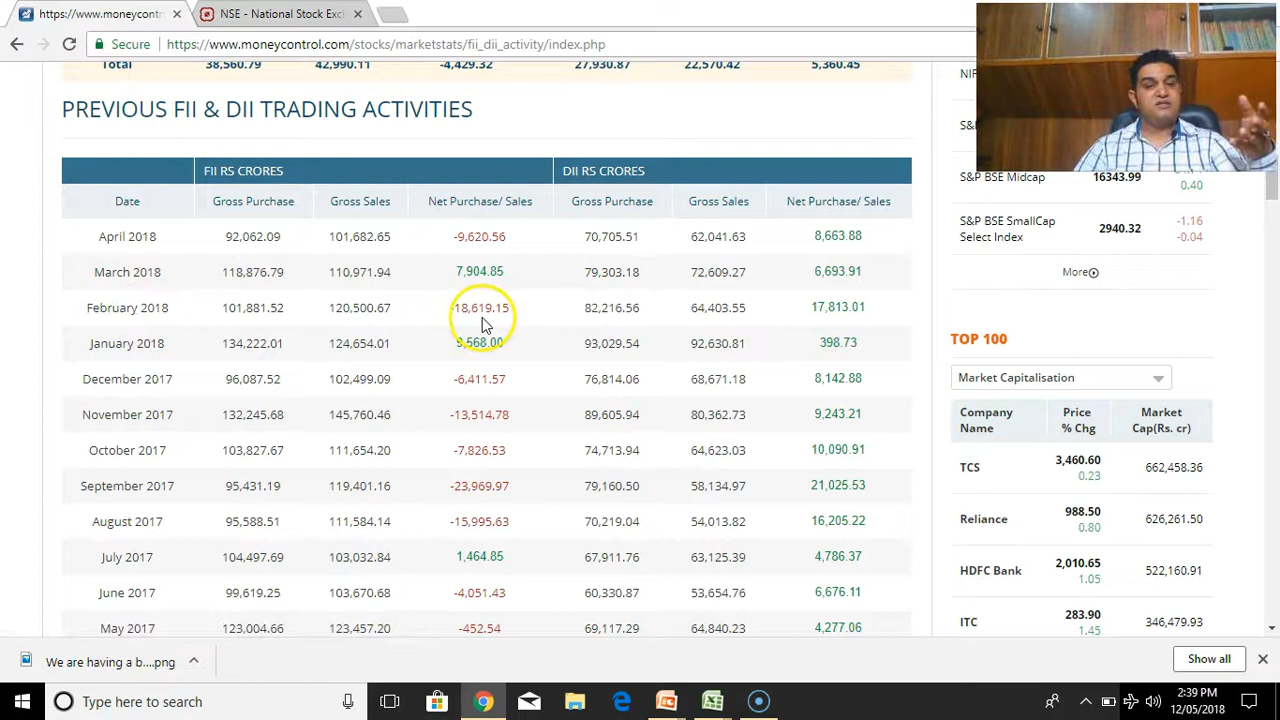 https://www.moneycont
NSE - National Stock Excl
Secure
https://www.moneycontrol.com/stocks/marketstats/fii_dii_activity/index.php
Total 38,560.79 42,990.11 -4,429.32 27,930.87 22,570.42 5,360.45
PREVIOUS FII & DII TRADING ACTIVITIES
FII RS CRORES DII RS CRORES
Date Gross Purchase Gross Sales Net Purchase/ Sales Gross Purchase Gross Sales Net Purchase/ Sales
April 2018 92,062.09 101,682.65 -9,620.56 70,705.51 62,041.63 8,663.88
March 2018 118,876.79 110,971.94 7,904.85 79,303.18 72,609.27 6,693.91
February 2018 101,881.52 120,500.67 -18,619.15 82,216.56 64,403.55 17,813.01
January 2018 134,222.01 124,654.01 9,568.00 93,029.54 92,630.81 398.73
December 2017 96,087.52 102,499.09 -6,411.57 76,814.06 68,671.18 8,142.88
November 2017 132,245.68 145,760.46 -13,514.78 89,605.94 80,362.73 9,243.21
October 2017 103,827.67 111,654.20 -7,826.53 74,713.94 64,623.03 10,090.91
September 2017 95,431.19 119,401.16 -23,969.97 79,160.50 58,134.97 21,025.53
August 2017 95,588.51 111,584.14 -15,995.63 70,219.04 54,013.82 16,205.22
July 2017 104,497.69 103,032.84 1,464.85 67,911.76 63,125.39 4,786.37
June 2017 99,619.25 103,670.68 -4,051.43 60,330.87 53,654.76 6,676.11
May 2017 123,004.66 123,457.20 -452.54 69,117.29 64,840.23 4,277.06
NI
S&
S&P BSE Midcap 16343.99
0.40
S&P BSE SmallCap
Select Index
2940.32
-1.16
-0.04
More
TOP 100
Market Capitalisation
Company Name
Price % Chg
Market Cap(Rs. cr)
TCS 3,460.60 662,458.36
0.23
Reliance 988.50 626,261.50
0.80
HDFC Bank 2,010.65 522,160.91
1.05
ITC 283.90 346,479.93
1.45
We are having a b....png
Show all
Type here to search
2:39 PM
12/05/2018